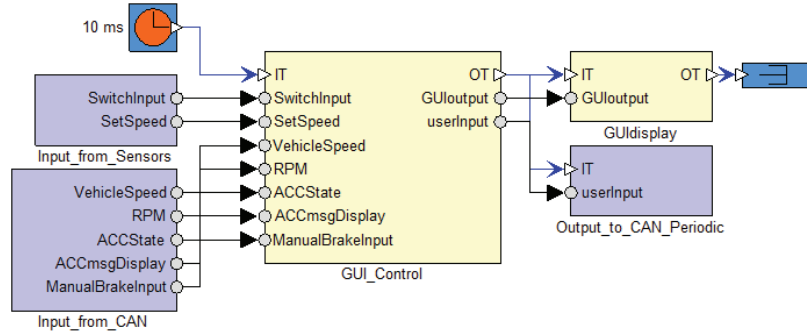 10 ms
SwitchInput
SetSpeed
Input_from_Sensors
VehicleSpeed
RPM
ACCState
ACCmsgDisplay
ManualBrakeInput
Input_from_CAN
IT
OT
SwitchInput
GUIoutput
SetSpeed
userInput
VehicleSpeed
RPM
ACCState
ACCmsgDisplay
ManualBrakeInput
GUI_Control
IT
OT
GUIoutput
GUIdisplay
IT
userInput
Output_to_CAN_Periodic